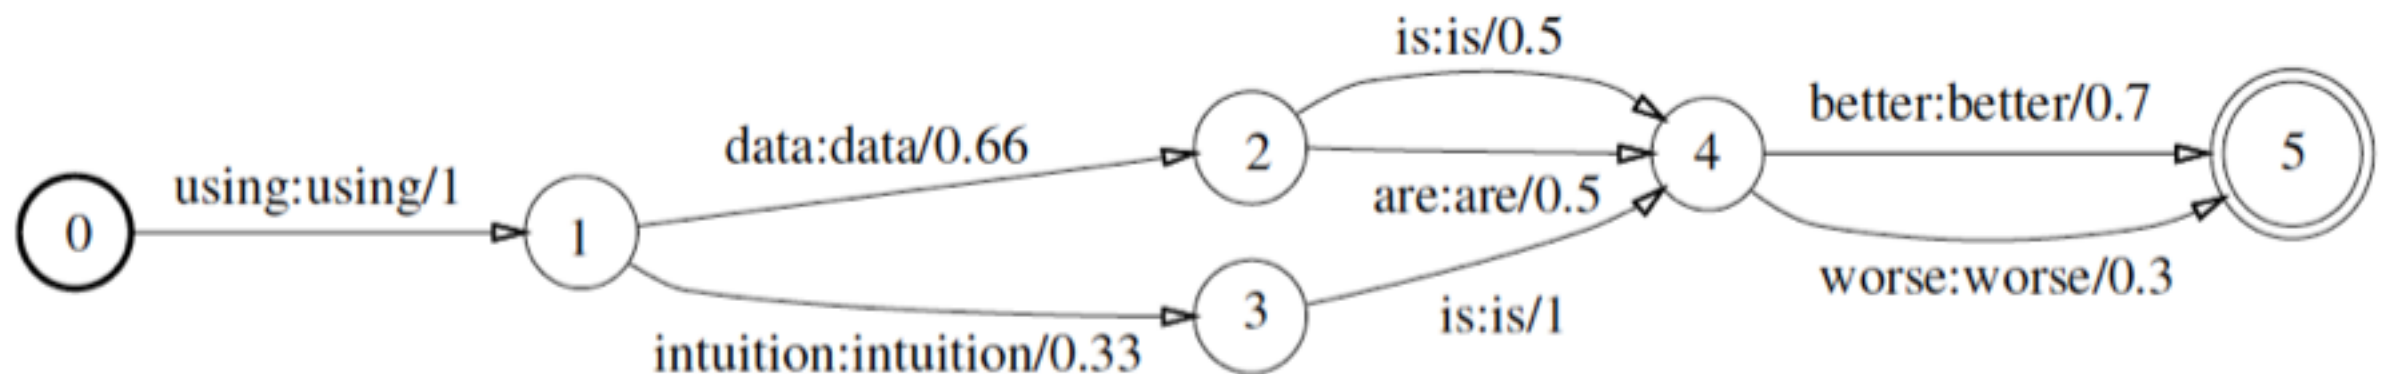 is:is/0.5
better:better/0.7
data:data/0.66
2
4
5
using:using/1
are:are/0.5
0
1
3
is:is/1
worse:worse/0.3
intuition:intuition/0.33